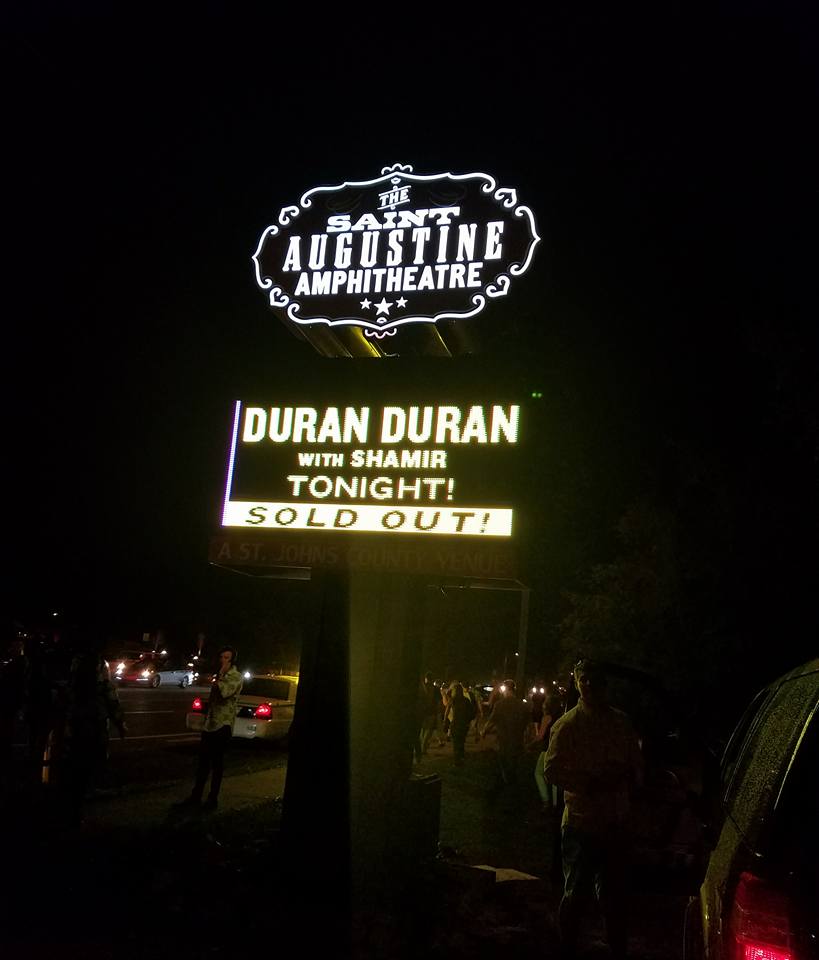 THE
SAINT
AUGUSTINE
AMPHITHEATRE
DURAN DURAN
WITH SHAMIR
TONIGHT!
SOLD OUT!
A ST. JOHNS COUNTY VENUE